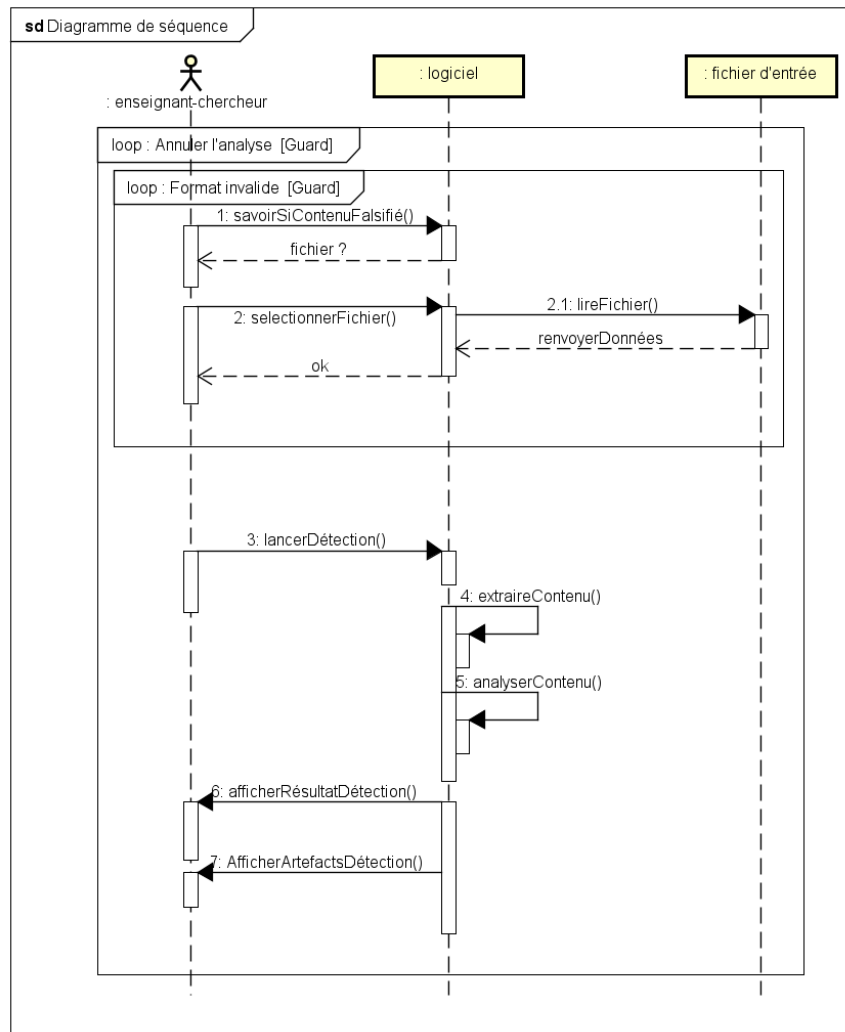 sd Diagramme de séquence
: enseignant-chercheur
: logiciel
: fichier d'entrée
loop : Annuler l'analyse [Guard]
loop : Format invalide [Guard]
1: savoirSiContenuFalsifié()
fichier ?
2: selectionnerFichier()
2.1: lireFichier()
renvoyerDonnées
ok
3: lancerDétection()
4: extraireContenu()
5: analyserContenu()
6: afficherRésultatDétection()
7: AfficherArtefactsDétection()